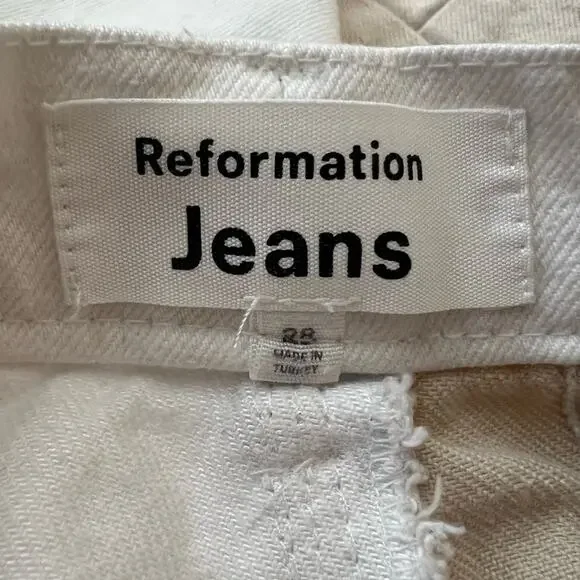 Reformation
Jeans
28
MADE IN
TURKEY